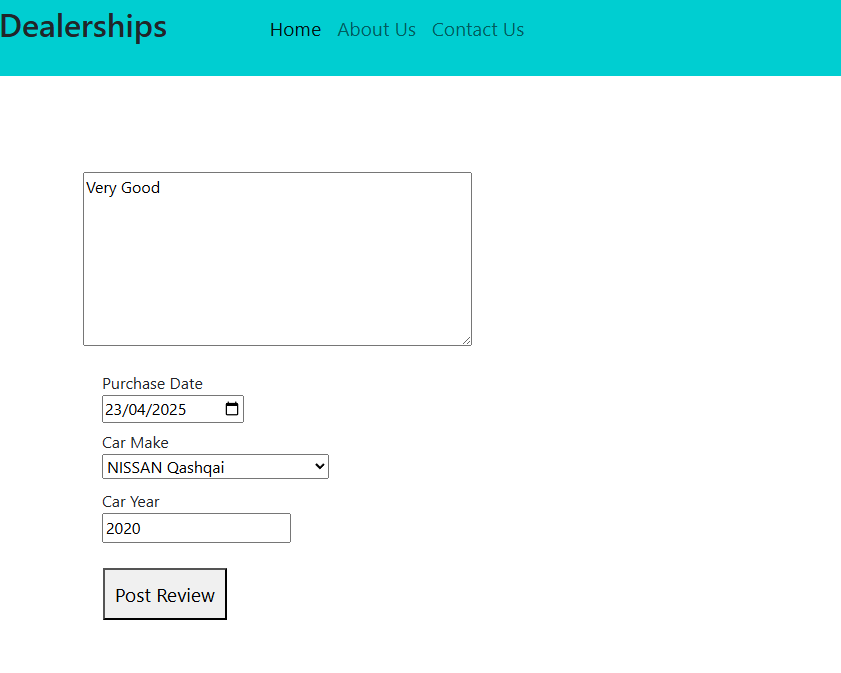 Dealerships Home About Us Contact Us
Very Good
Purchase Date
23/04/2025
Car Make
NISSAN Qashqai
Car Year
2020
Post Review